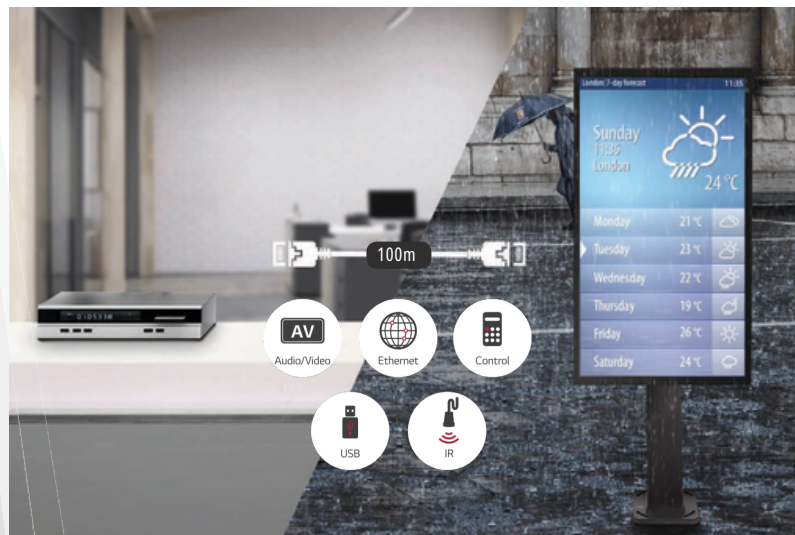 London: 7-day forecast 11:35
Sunday
11:35
London
24 °C
Monday 21 °C
Tuesday 23 °C
Wednesday 22 °C
Thursday 19 °C
Friday 26 °C
Saturday 24 °C
100m
AV
Audio/Video
Ethernet
Control
USB
IR